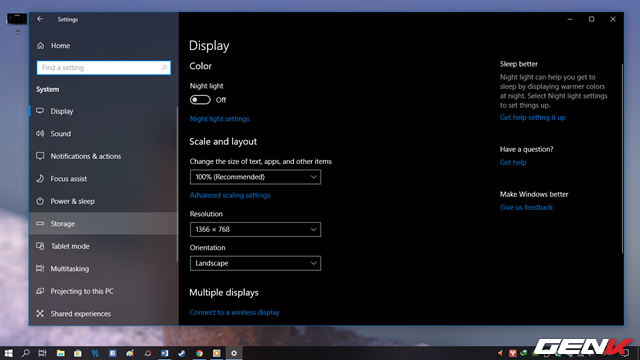 Settings
Home
Find a setting
System
Display
Sound
Notifications & actions
Focus assist
Power & sleep
Storage
Tablet mode
Multitasking
Projecting to this PC
Shared experiences
Display
Color
Night light
Off
Night light settings
Scale and layout
Change the size of text, apps, and other items
100% (Recommended)
Advanced scaling settings
Resolution
1366 × 768
Orientation
Landscape
Multiple displays
Connect to a wireless display
Sleep better
Night light can help you get to
sleep by displaying warmer colors
at night. Select Night light settings
to set things up.
Get help setting it up
Have a question?
Get help
Make Windows better
Give us feedback
GENK